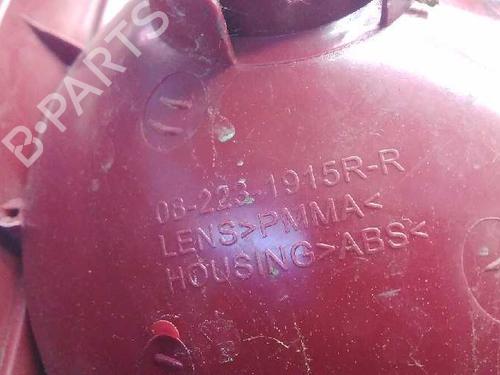 B-PARTS
08-223-1915R-R
LENS>PMMA<
HOUSING>ABS<